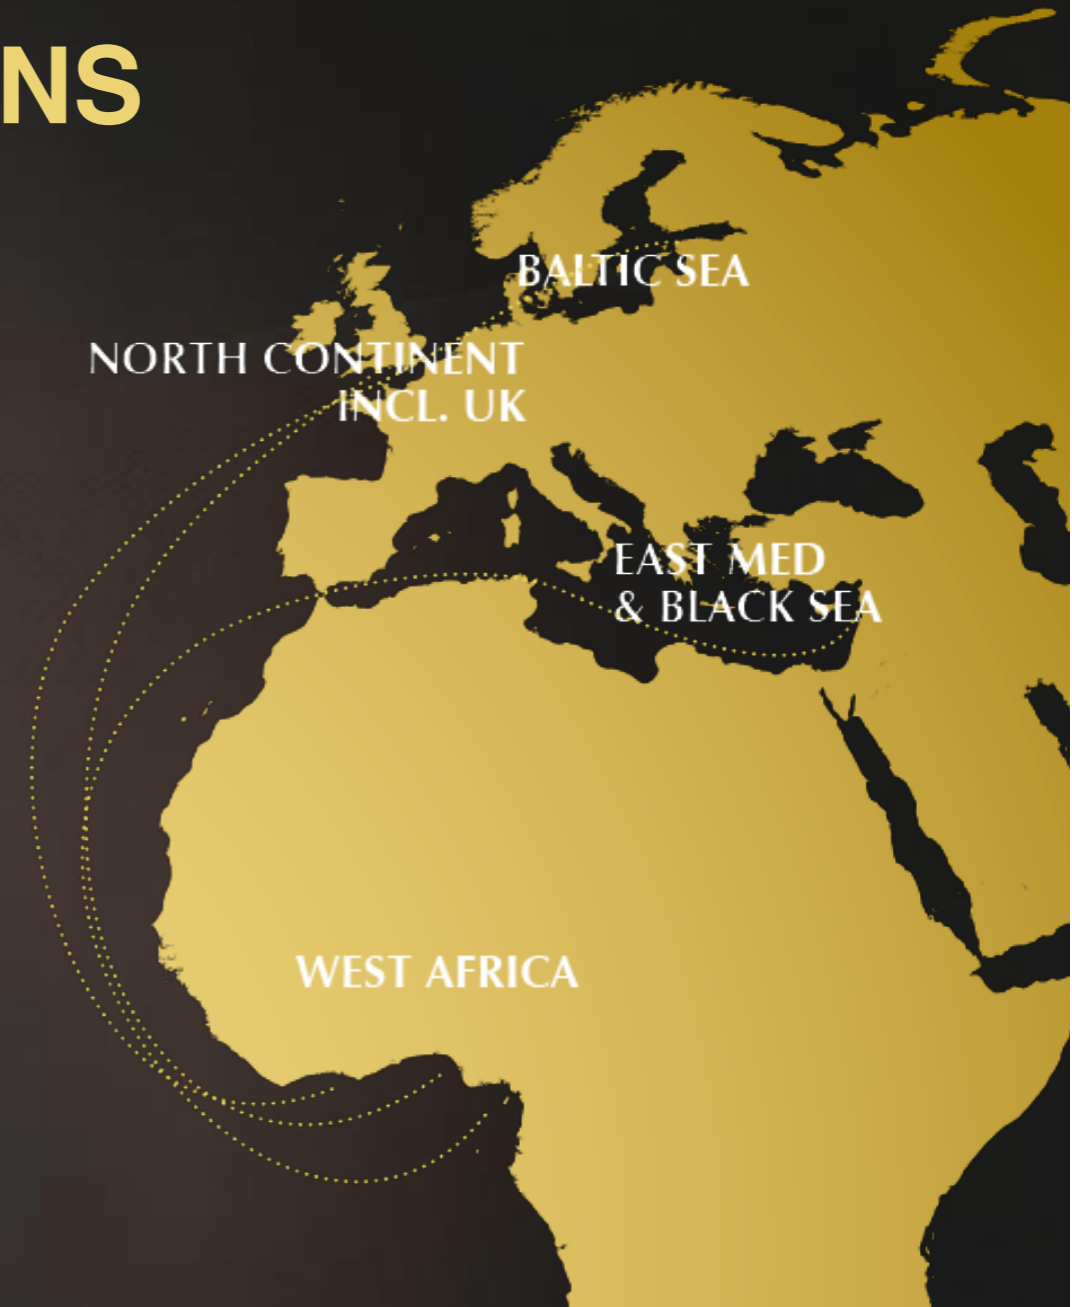 NS
BALTIC SEA
NORTH CONTINENT
INCL. UK
EAST MED
& BLACK SEA
WEST AFRICA